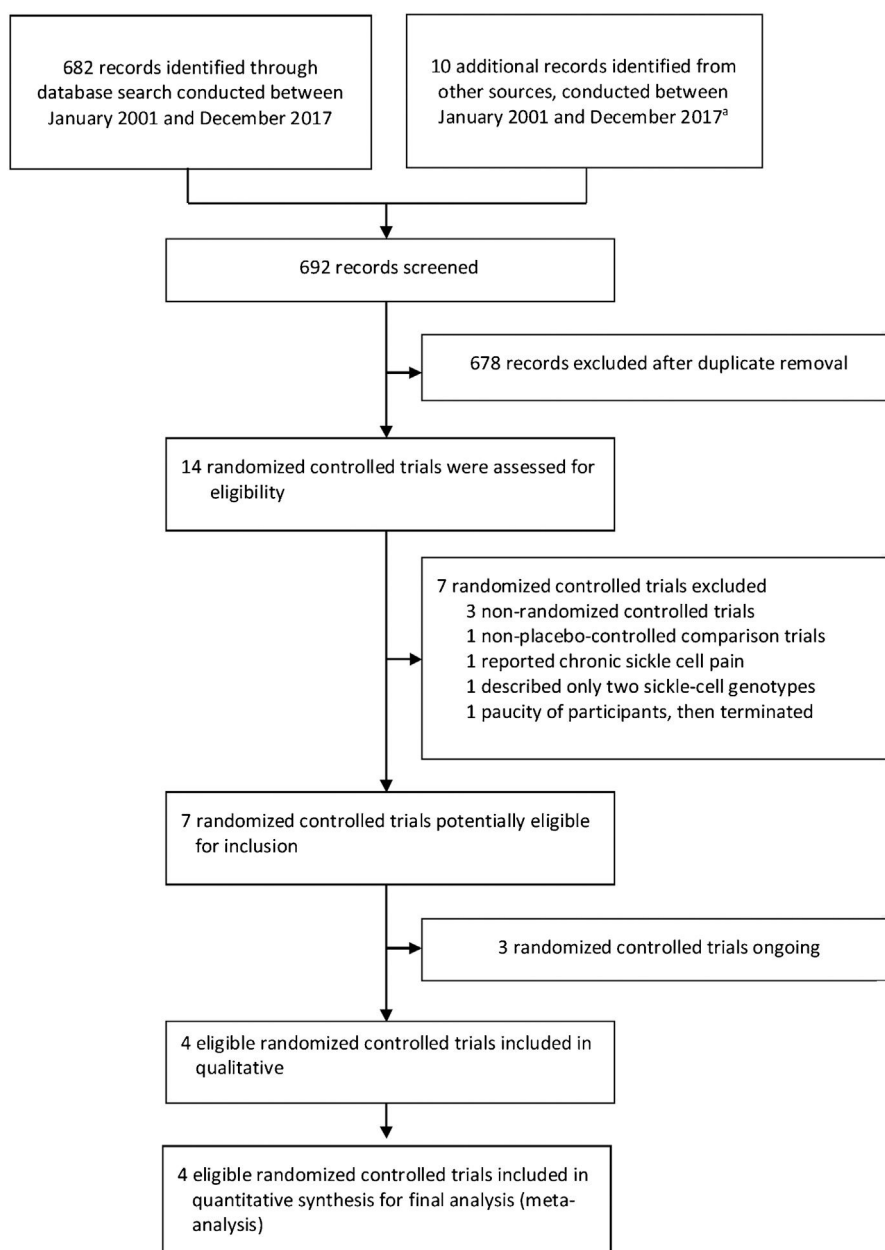 682 records identified through
database search conducted between
January 2001 and December 2017
10 additional records identified from
other sources, conducted between
January 2001 and December 2017ᵃ
692 records screened
678 records excluded after duplicate removal
14 randomized controlled trials were assessed for
eligibility
7 randomized controlled trials excluded
3 non-randomized controlled trials
1 non-placebo-controlled comparison trials
1 reported chronic sickle cell pain
1 described only two sickle-cell genotypes
1 paucity of participants, then terminated
7 randomized controlled trials potentially eligible
for inclusion
3 randomized controlled trials ongoing
4 eligible randomized controlled trials included in
qualitative
4 eligible randomized controlled trials included in
quantitative synthesis for final analysis (meta-
analysis)